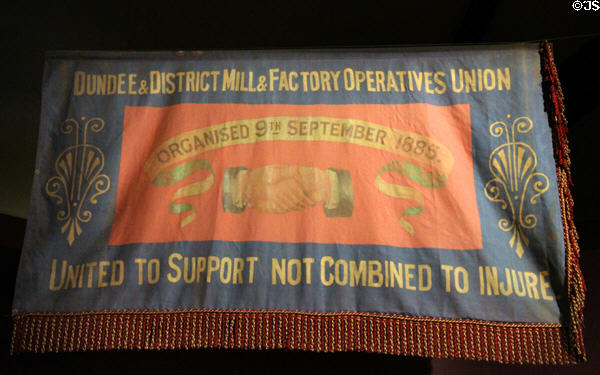 ©JS
DUNDEE & DISTRICT MILL & FACTORY OPERATIVES UNION
ORGANISED 9TH SEPTEMBER 1885.
UNITED TO SUPPORT NOT COMBINED TO INJURE